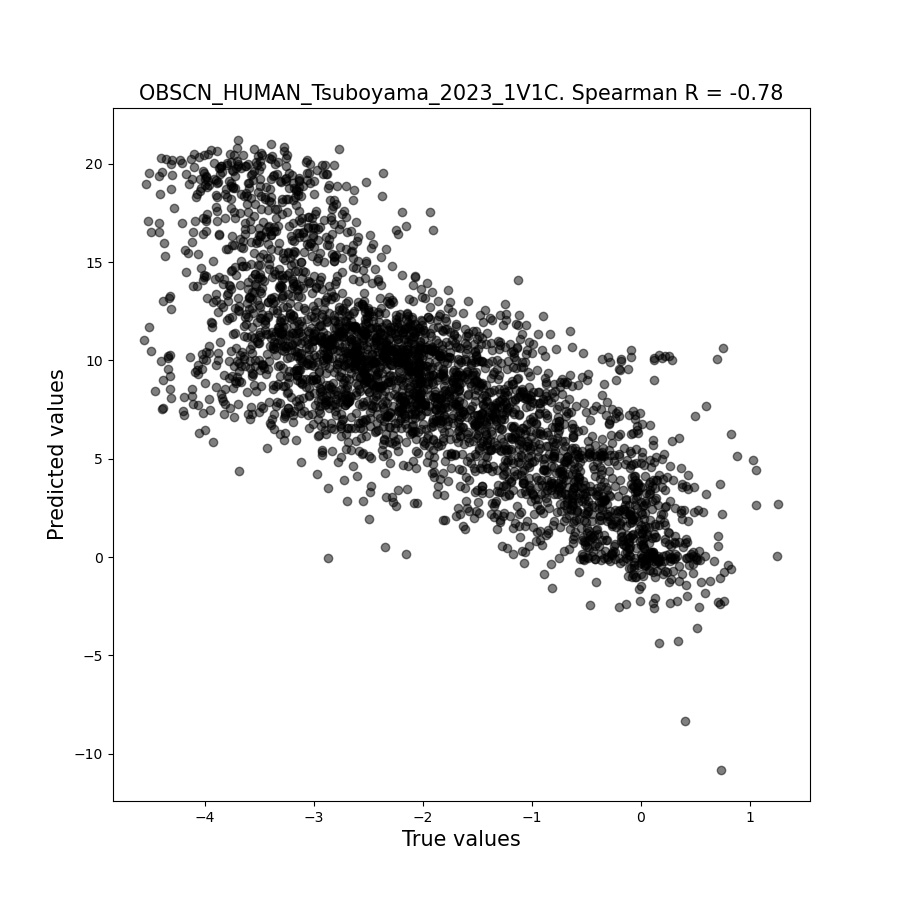 OBSCN_HUMAN_Tsuboyama_2023_1V1C. Spearman R = -0.78
20
15
10
5
0
−5
−10
Predicted values
−4 −3 −2 −1 0 1
True values